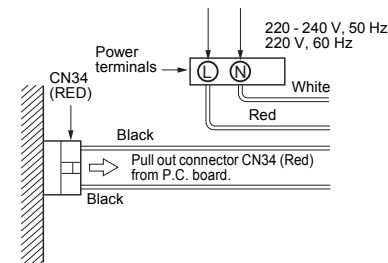 220 - 240 V, 50 Hz
220 V, 60 Hz
Power
terminals
L N
CN34
(RED)
White
Red
Black
Pull out connector CN34 (Red)
from P.C. board.
Black